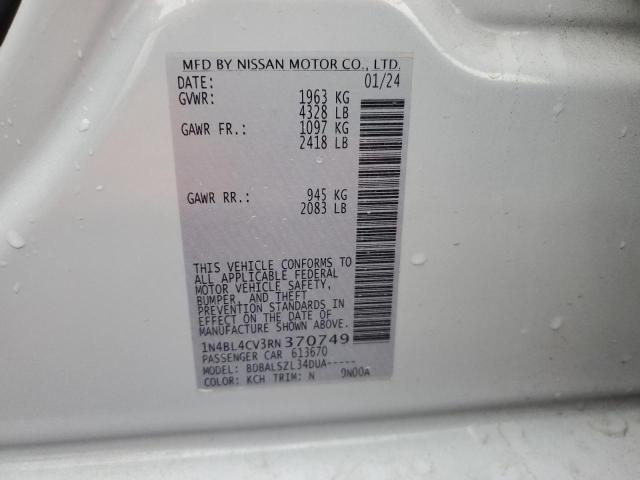 MFD BY NISSAN MOTOR CO., LTD.
DATE: 01/24
GVWR: 1963 KG
4328 LB
GAWR FR.: 1097 KG
2418 LB
GAWR RR.: 945 KG
2083 LB
THIS VEHICLE CONFORMS TO
ALL APPLICABLE FEDERAL
MOTOR VEHICLE SAFETY,
BUMPER, AND THEFT
PREVENTION STANDARDS IN
EFFECT ON THE DATE OF
MANUFACTURE SHOWN ABOVE.
1N4BL4CV3RN370749
PASSENGER CAR 613670
MODEL: BDBALSZL34DUA-----
COLOR: KCH TRIM: N 9N00A